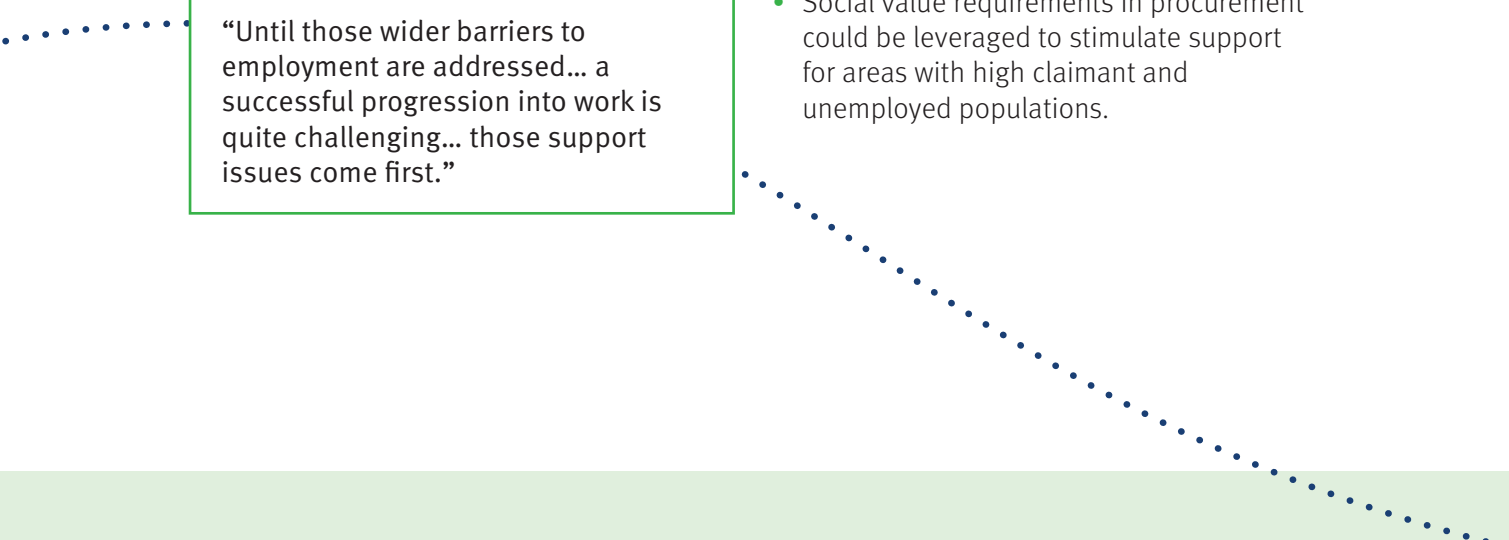 “Until those wider barriers to
employment are addressed... a
successful progression into work is
quite challenging... those support
issues come first.”
• Social value requirements in procurement
could be leveraged to stimulate support
for areas with high claimant and
unemployed populations.